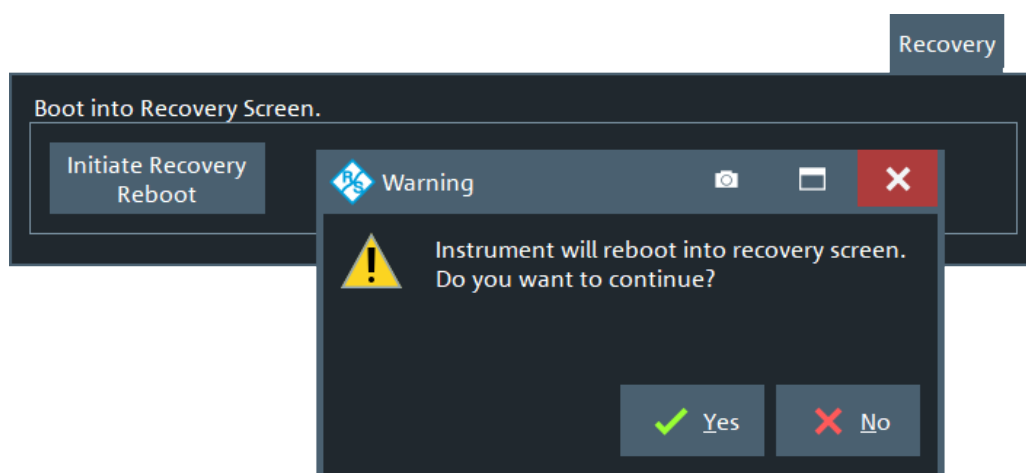 Recovery
Boot into Recovery Screen.
Initiate Recovery
Reboot
R/S
Warning
Instrument will reboot into recovery screen.
Do you want to continue?
Yes
No